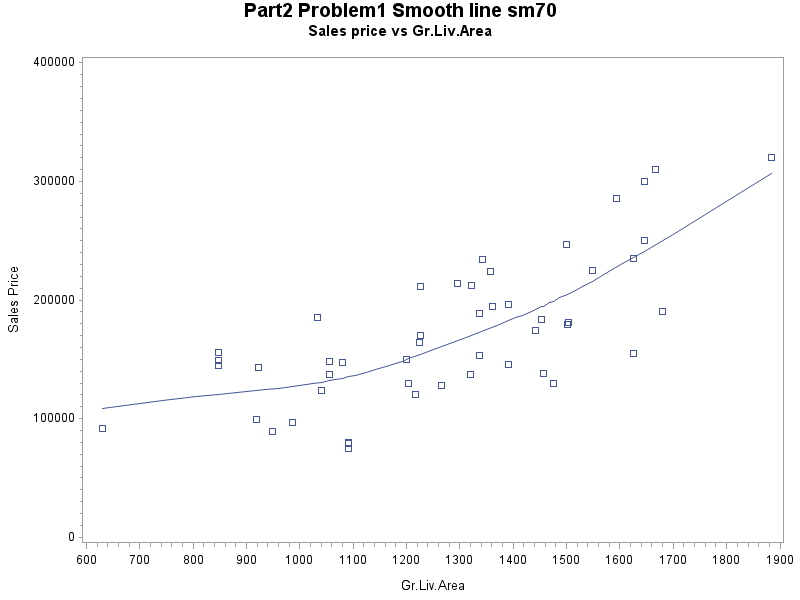 Part2 Problem1 Smooth line sm70
Sales price vs Gr.Liv.Area
400000
300000
200000
100000
0
Sales Price
600 700 800 900 1000 1100 1200 1300 1400 1500 1600 1700 1800 1900
Gr.Liv.Area